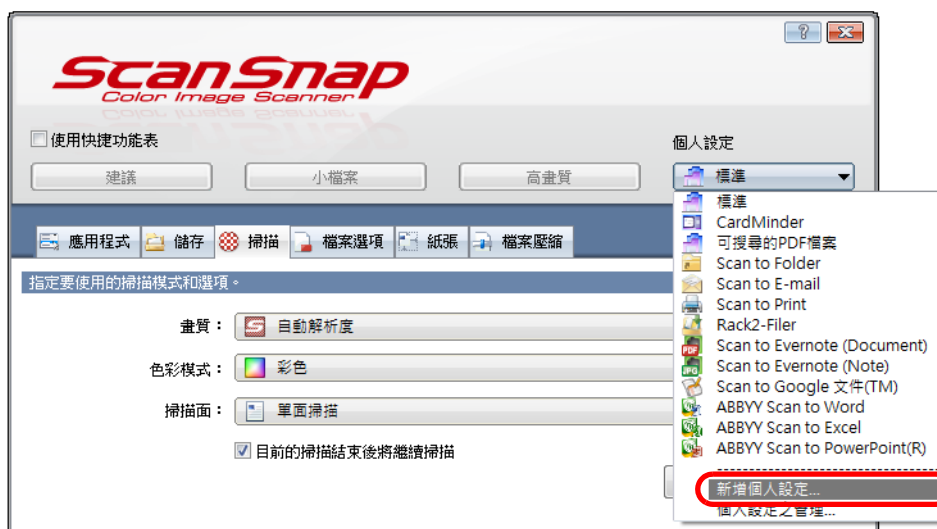 ScanSnap
Color Image Scanner
使用快捷功能表
個人設定
建議
小檔案
高畫質
標準
應用程式 儲存 掃描 檔案選項 紙張 檔案壓縮
指定要使用的掃描模式和選項。
畫質： 自動解析度
色彩模式： 彩色
掃描面： 單面掃描
目前的掃描結束後將繼續掃描
標準
CardMinder
可搜尋的PDF檔案
Scan to Folder
Scan to E-mail
Scan to Print
Rack2-Filer
Scan to Evernote (Document)
Scan to Evernote (Note)
Scan to Google 文件(TM)
ABBYY Scan to Word
ABBYY Scan to Excel
ABBYY Scan to PowerPoint(R)
新增個人設定...
個人設定之管理...